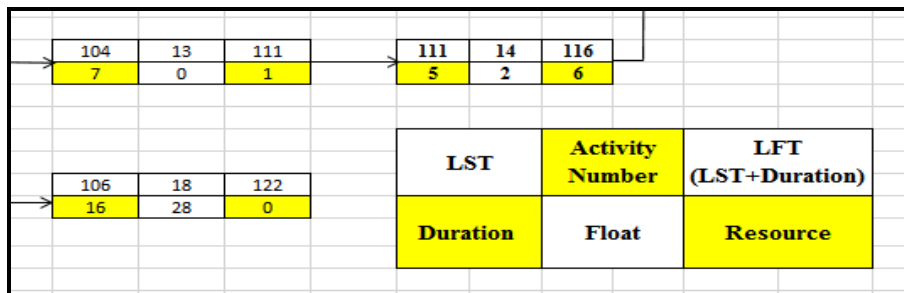 104 13 111
7 0 1
111 14 116
5 2 6
106 18 122
16 28 0
LST Activity Number LFT (LST+Duration)
Duration Float Resource